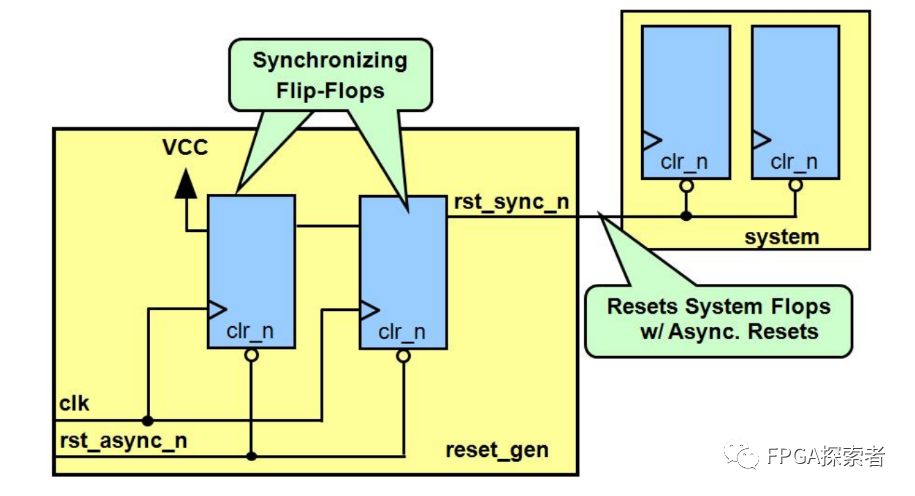 Synchronizing
Flip-Flops
VCC
clr_n
clr_n
rst_sync_n
system
Resets System Flops
w/ Async. Resets
clr_n
clr_n
clk
rst_async_n
reset_gen
FPGA探索者